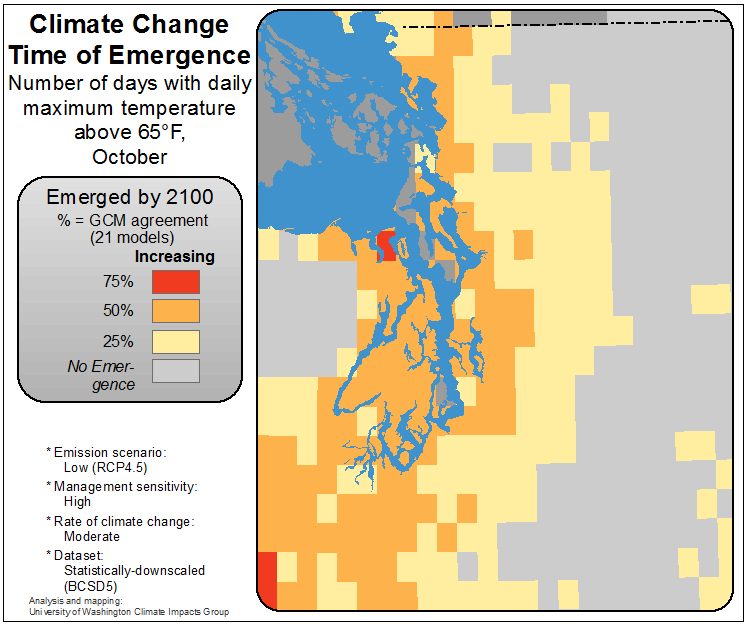 Climate Change
Time of Emergence
Number of days with daily
maximum temperature
above 65°F,
October
Emerged by 2100
% = GCM agreement
(21 models)
Increasing
75%
50%
25%
No Emer-
gence
* Emission scenario:
Low (RCP4.5)
* Management sensitivity:
High
* Rate of climate change:
Moderate
* Dataset:
Statistically-downscaled
(BCSD5)
Analysis and mapping:
University of Washington Climate Impacts Group